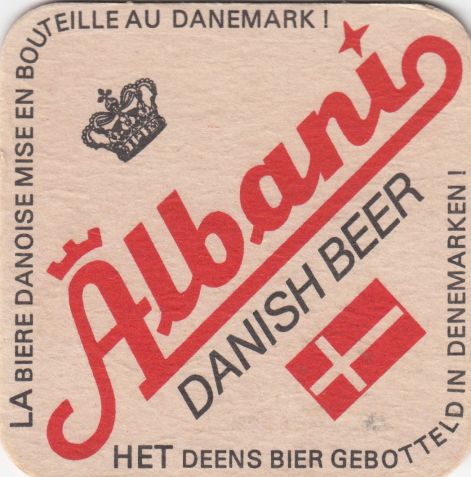 LA BIERE DANOISE MISE EN BOUTEILLE AU DANEMARK !
Albani
DANISH BEER
HET DEENS BIER GEBOTTELD IN DENEMARKEN !